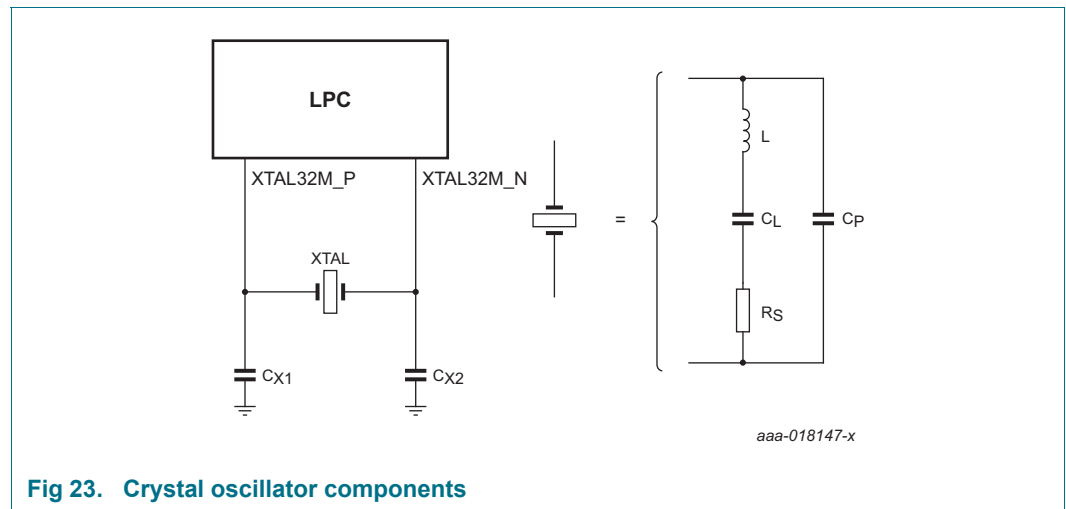 LPC
XTAL32M_P
XTAL32M_N
XTAL
CX1
CX2
=
L
CL
CP
RS
aaa-018147-x
Fig 23. Crystal oscillator components